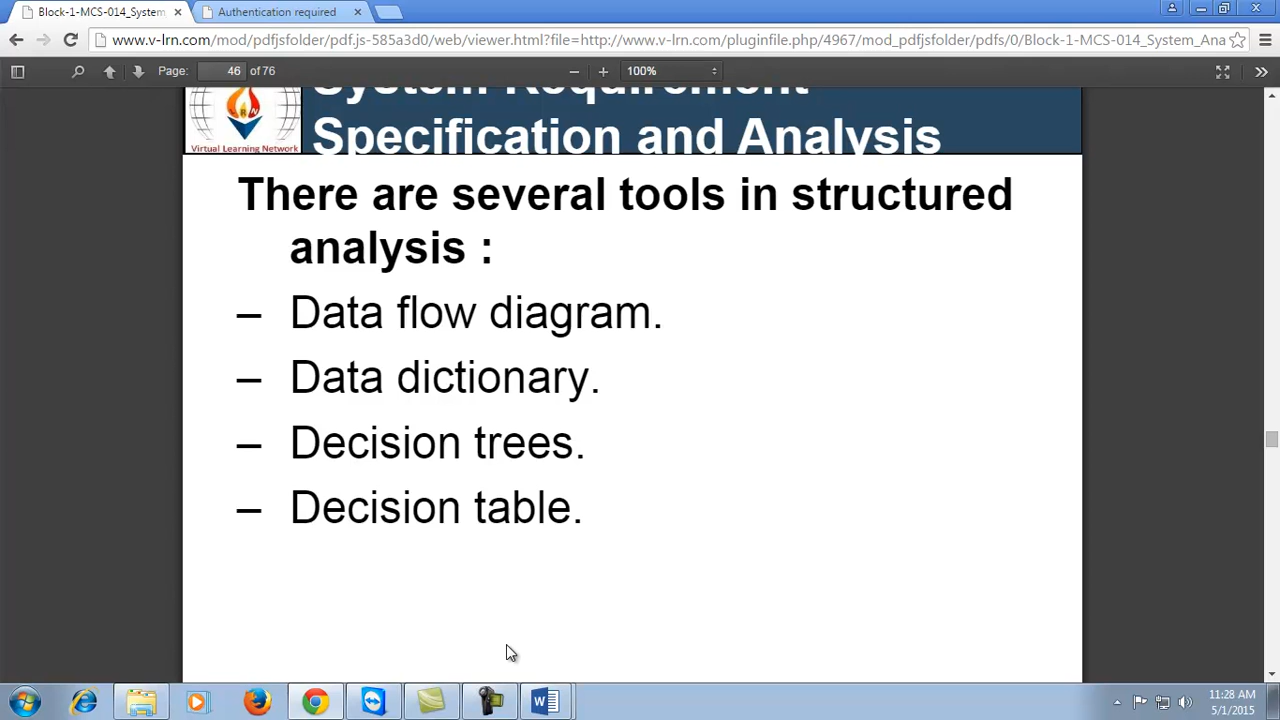 Block-1-MCS-014_System_
Authentication required
www.v-lrn.com/mod/pdfjsfolder/pdf.js-585a3d0/web/viewer.html?file=http://www.v-lrn.com/pluginfile.php/4967/mod_pdfjsfolder/pdfs/0/Block-1-MCS-014_System_Ana
Page: 46 of 76
100%
System Requirement
Specification and Analysis
Virtual Learning Network
There are several tools in structured
analysis :
– Data flow diagram.
– Data dictionary.
– Decision trees.
– Decision table.
11:28 AM
5/1/2015